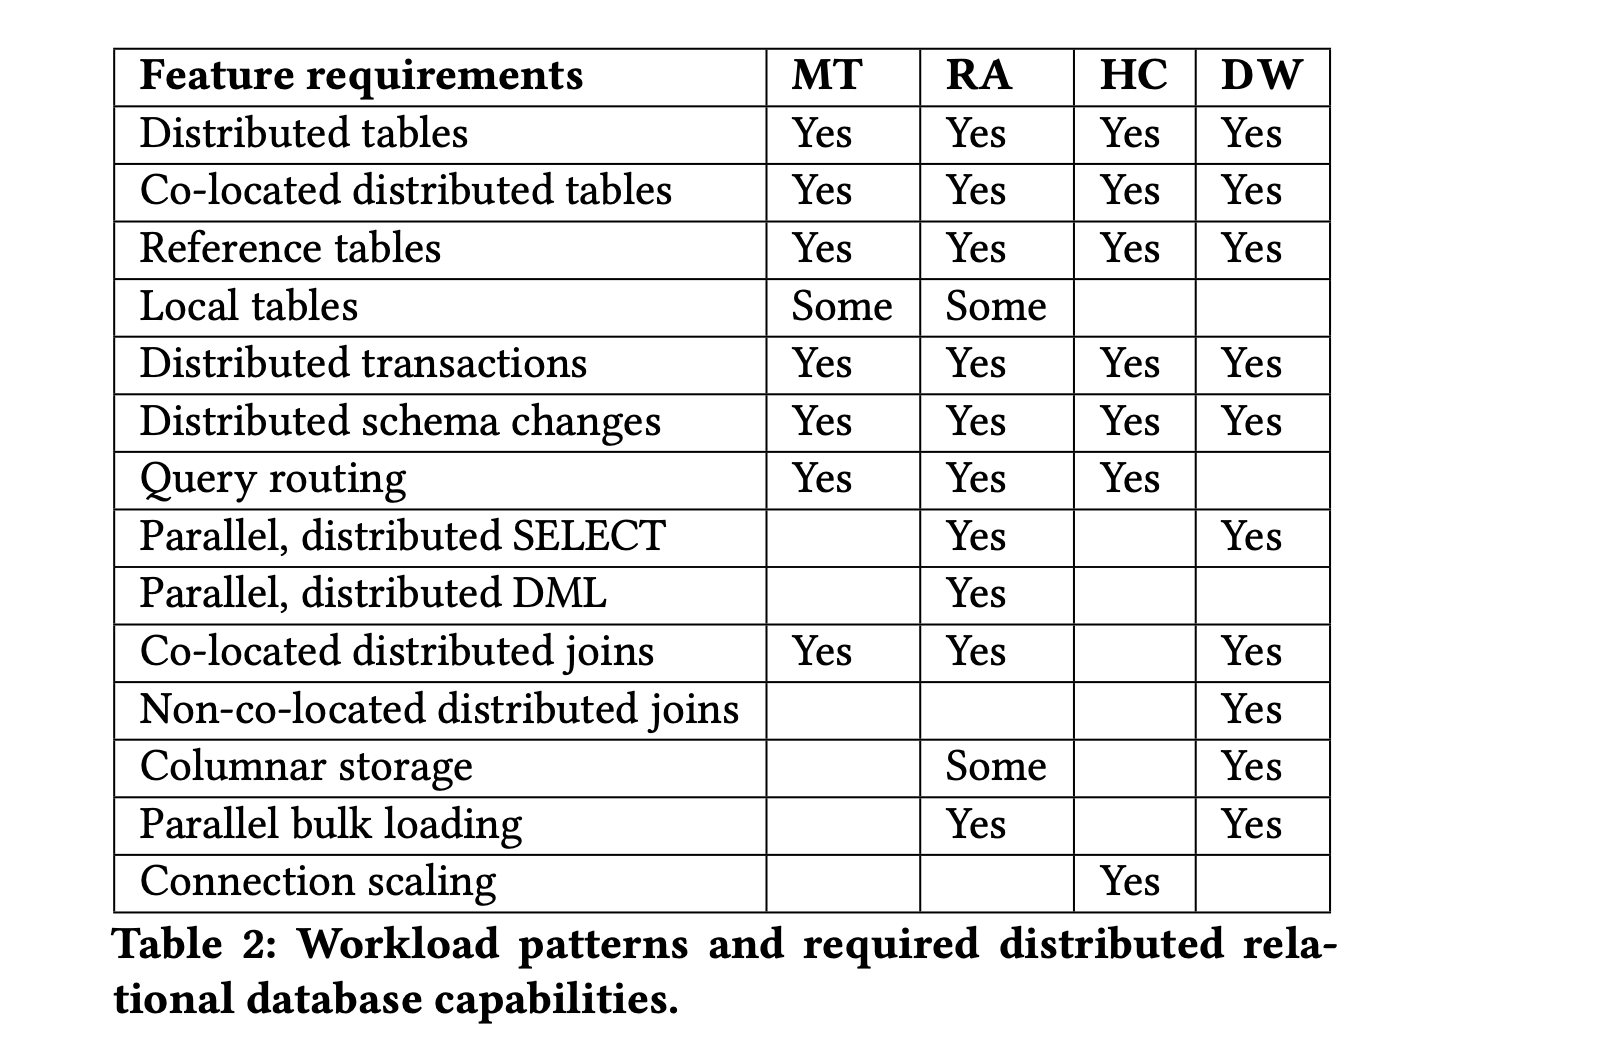 Feature requirements MT RA HC DW
Distributed tables Yes Yes Yes Yes
Co-located distributed tables Yes Yes Yes Yes
Reference tables Yes Yes Yes Yes
Local tables Some Some
Distributed transactions Yes Yes Yes Yes
Distributed schema changes Yes Yes Yes Yes
Query routing Yes Yes Yes
Parallel, distributed SELECT Yes Yes
Parallel, distributed DML Yes
Co-located distributed joins Yes Yes Yes
Non-co-located distributed joins Yes
Columnar storage Some Yes
Parallel bulk loading Yes Yes
Connection scaling Yes
Table 2: Workload patterns and required distributed rela-
tional database capabilities.